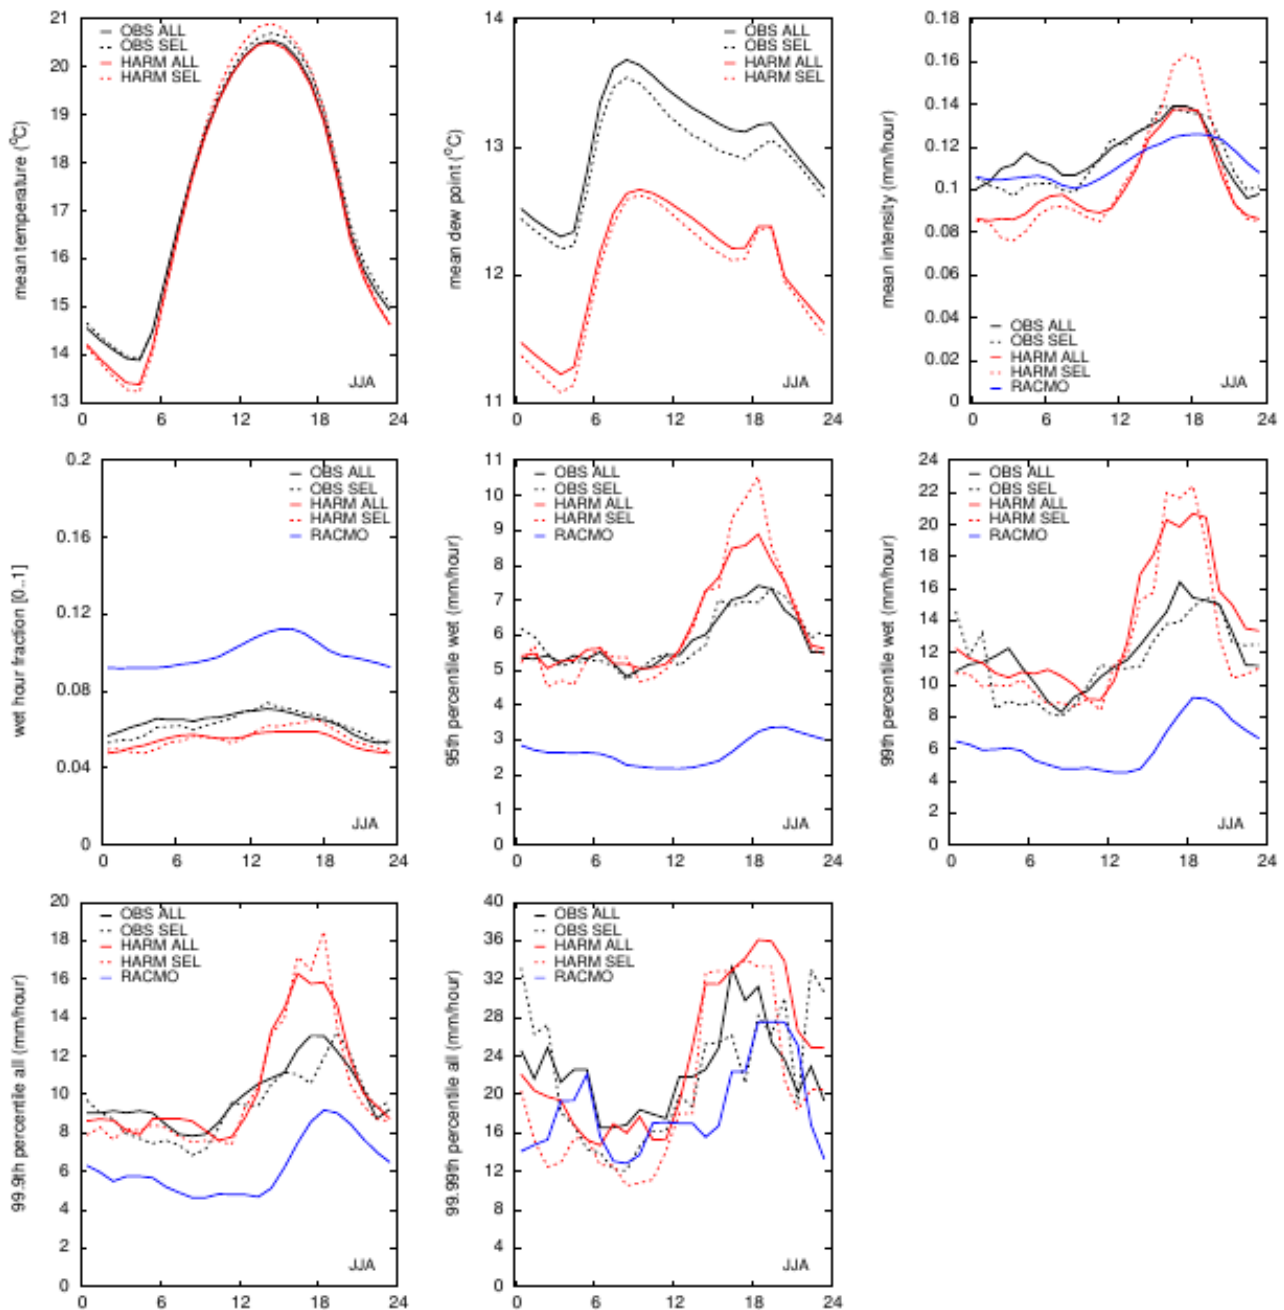 mean temperature (°C)
21
20
19
18
17
16
15
14
13
OBS ALL
OBS SEL
HARM ALL
HARM SEL
JJA
0 6 12 18 24
mean dew point (°C)
14
13
12
11
OBS ALL
OBS SEL
HARM ALL
HARM SEL
JJA
0 6 12 18 24
mean intensity (mm/hour)
0.18
0.16
0.14
0.12
0.1
0.08
0.06
0.04
0.02
0
OBS ALL
OBS SEL
HARM ALL
HARM SEL
RACMO
JJA
0 6 12 18 24
wet hour fraction [0..1]
0.2
0.16
0.12
0.08
0.04
0
OBS ALL
OBS SEL
HARM ALL
HARM SEL
RACMO
JJA
0 6 12 18 24
95th percentile wet (mm/hour)
11
10
9
8
7
6
5
4
3
2
1
0
OBS ALL
OBS SEL
HARM ALL
HARM SEL
RACMO
JJA
0 6 12 18 24
99th percentile wet (mm/hour)
24
22
20
18
16
14
12
10
8
6
4
2
0
OBS ALL
OBS SEL
HARM ALL
HARM SEL
RACMO
JJA
0 6 12 18 24
99.9th percentile all (mm/hour)
20
18
16
14
12
10
8
6
4
2
0
OBS ALL
OBS SEL
HARM ALL
HARM SEL
RACMO
JJA
0 6 12 18 24
99.99th percentile all (mm/hour)
40
36
32
28
24
20
16
12
8
4
0
OBS ALL
OBS SEL
HARM ALL
HARM SEL
RACMO
JJA
0 6 12 18 24